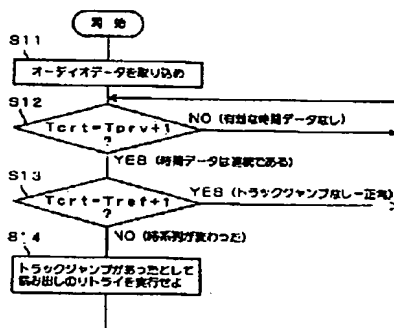 開始
S11
オーディオデータを取り込め
S12
Tcrt=Tprv+1
?
NO (有効な時間データなし)
YES (時間データは連続である)
S13
Tcrt=Tref+1
?
YES (トラックジャンプなし―正常)
NO (時系列が変わった)
S14
トラックジャンプがあったとして
読み出しのリトライを実行せよ